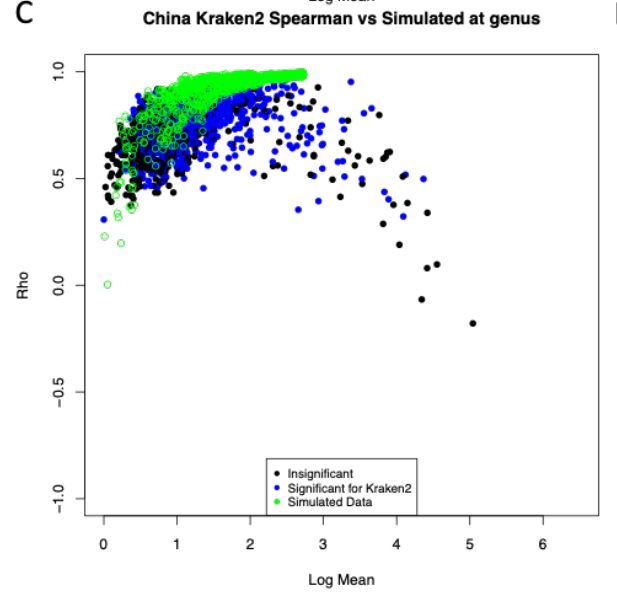 C
China Kraken2 Spearman vs Simulated at genus
1.0
0.5
0.0
−0.5
−1.0
Rho
Insignificant
Significant for Kraken2
Simulated Data
0 1 2 3 4 5 6
Log Mean